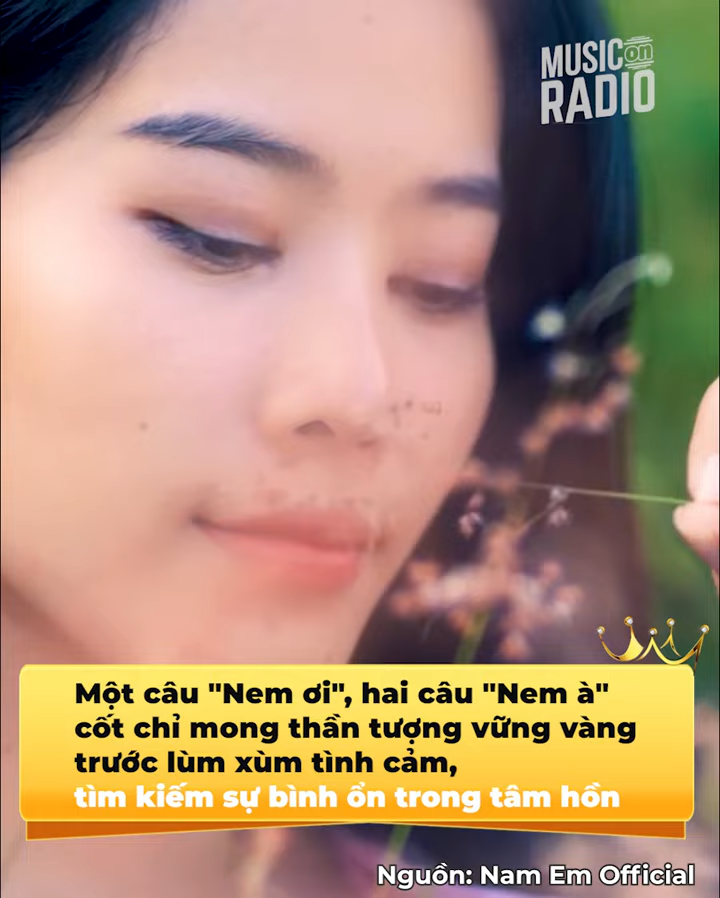 MUSIC on
RADIO
Một câu "Nem ơi", hai câu "Nem à"
cốt chỉ mong thần tượng vững vàng
trước lùm xùm tình cảm,
tìm kiếm sự bình ổn trong tâm hồn
Nguồn: Nam Em Official